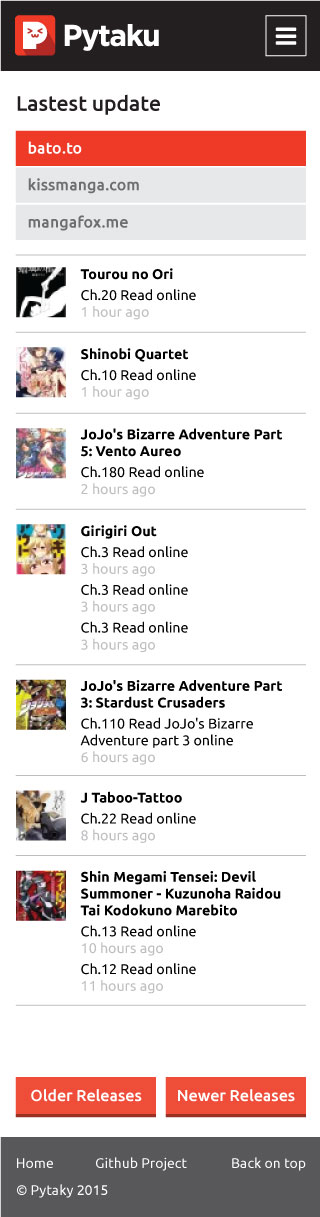 Pytaku
Lastest update
bato.to
kissmanga.com
mangafox.me
Tourou no Ori
Ch.20 Read online
1 hour ago
Shinobi Quartet
Ch.10 Read online
1 hour ago
JoJo's Bizarre Adventure Part
5: Vento Aureo
Ch.180 Read online
2 hours ago
Girigiri Out
Ch.3 Read online
3 hours ago
Ch.3 Read online
3 hours ago
Ch.3 Read online
3 hours ago
JoJo's Bizarre Adventure Part
3: Stardust Crusaders
Ch.110 Read JoJo's Bizarre
Adventure part 3 online
6 hours ago
J Taboo-Tattoo
Ch.22 Read online
8 hours ago
Shin Megami Tensei: Devil
Summoner - Kuzunoha Raidou
Tai Kodokuno Marebito
Ch.13 Read online
10 hours ago
Ch.12 Read online
11 hours ago
Older Releases Newer Releases
Home Github Project Back on top
© Pytaky 2015